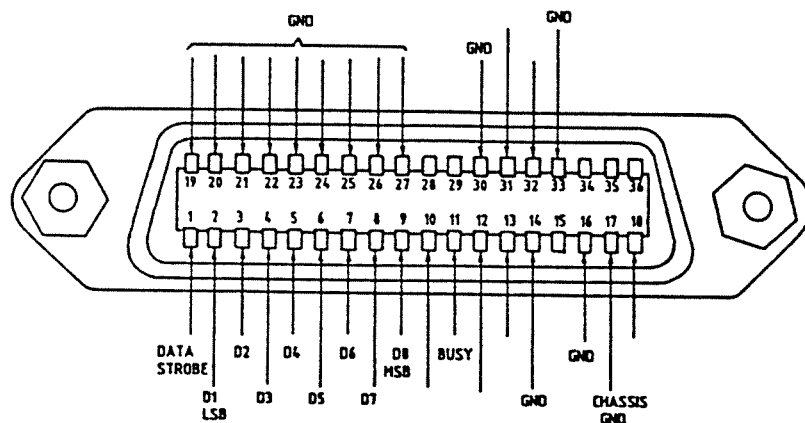 GND
GND
GND
19 20 21 22 23 24 25 26 27 28 29 30 31 32 33 34 35 36
1 2 3 4 5 6 7 8 9 10 11 12 13 14 15 16 17 18
DATA STROBE
D1 LSB
D2
D3
D4
D5
D6
D7
D8 MSB
BUSY
GND
GND
CHASSIS GND